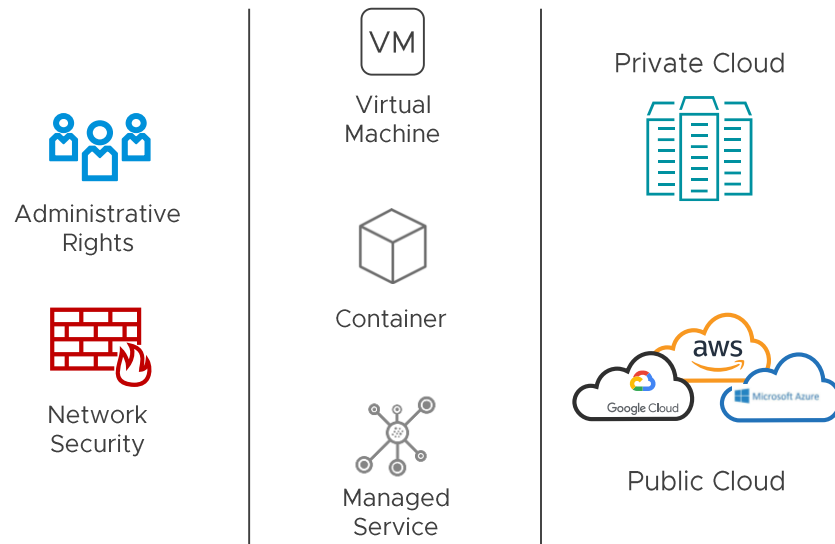 Administrative
Rights
Network
Security
VM
Virtual
Machine
Container
Managed
Service
Private Cloud
aws
Google Cloud
Microsoft Azure
Public Cloud